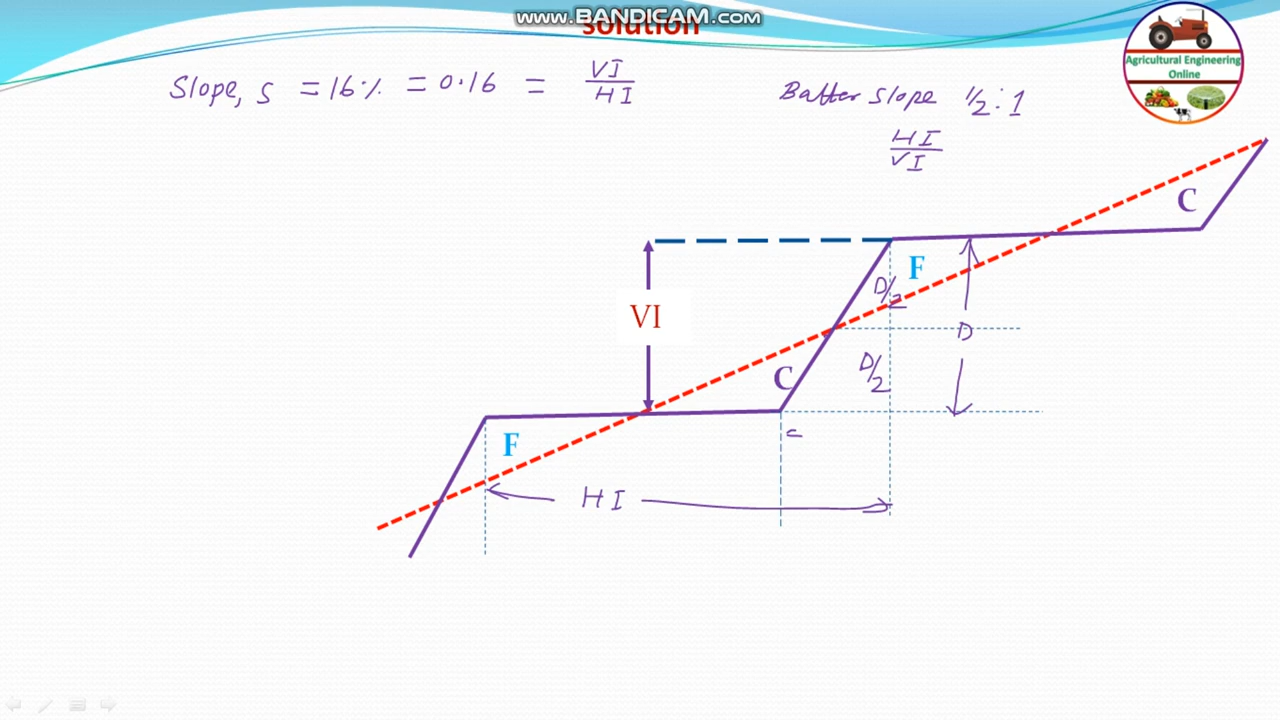 www.BANDICAM.com
solution
Agricultural Engineering
Online
Slope, S = 16% = 0.16 = VI
HI
Batter slope 1/2 : 1
HI
VI
C
F
D/2
VI
D
C
D/2
F
HI